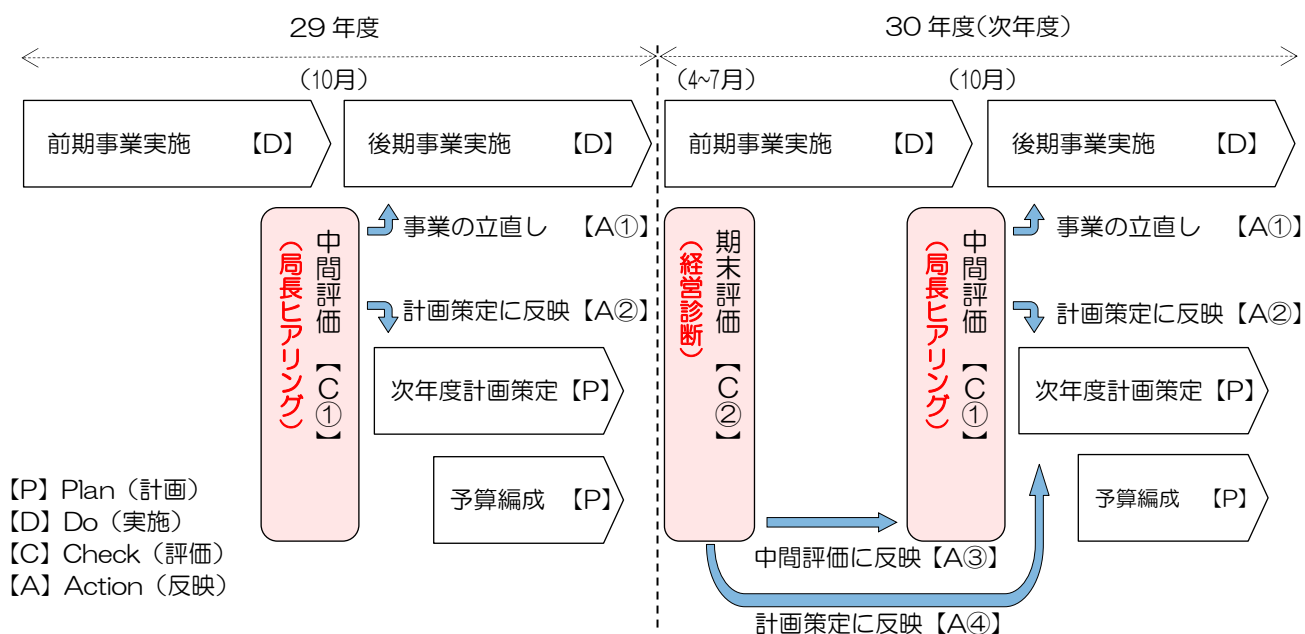 29 年度
30 年度(次年度)
(10月)
(4~7月)
(10月)
前期事業実施 【D】
後期事業実施 【D】
前期事業実施 【D】
後期事業実施 【D】
中間評価 【C①】
(局長ヒアリング)
事業の立直し 【A①】
計画策定に反映【A②】
次年度計画策定【P】
予算編成 【P】
期末評価 【C②】
(経営診断)
中間評価 【C①】
(局長ヒアリング)
事業の立直し 【A①】
計画策定に反映【A②】
次年度計画策定【P】
予算編成 【P】
中間評価に反映【A③】
計画策定に反映【A④】
【P】Plan（計画）
【D】Do（実施）
【C】Check（評価）
【A】Action（反映）